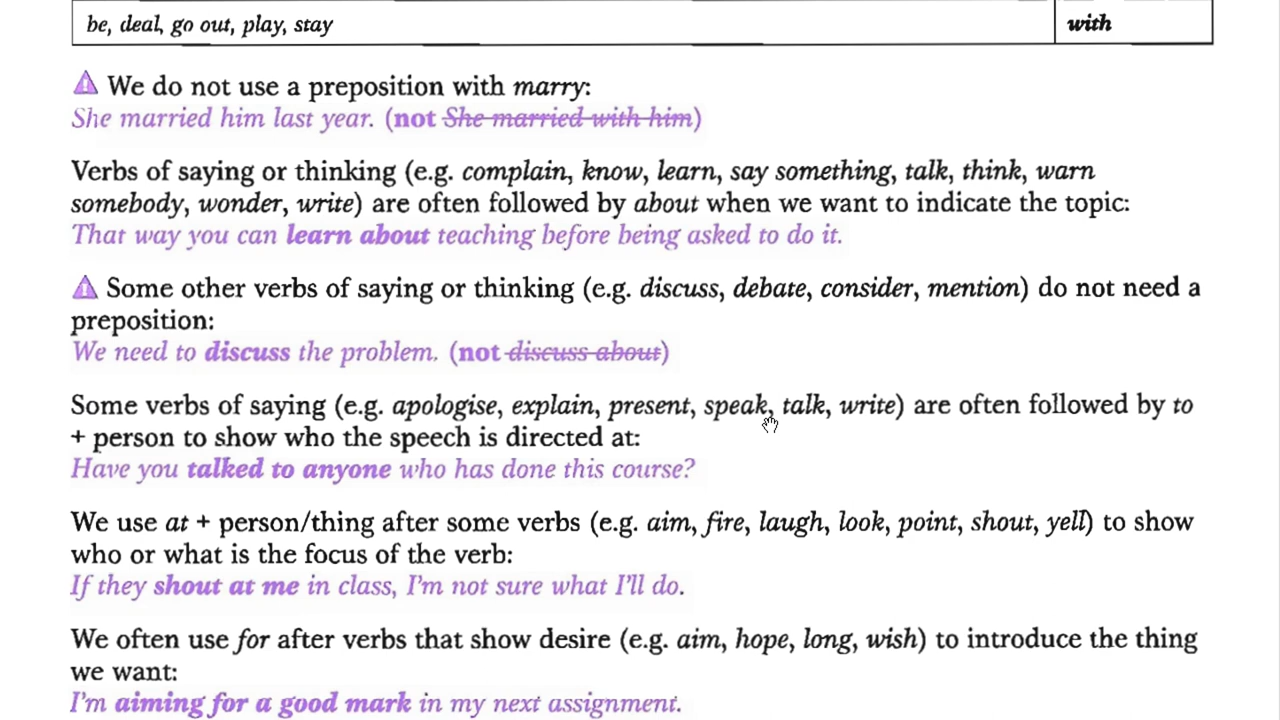 be, deal, go out, play, stay
with
We do not use a preposition with marry:
She married him last year. (not She married with him)
Verbs of saying or thinking (e.g. complain, know, learn, say something, talk, think, warn
somebody, wonder, write) are often followed by about when we want to indicate the topic:
That way you can learn about teaching before being asked to do it.
Some other verbs of saying or thinking (e.g. discuss, debate, consider, mention) do not need a
preposition:
We need to discuss the problem. (not discuss about)
Some verbs of saying (e.g. apologise, explain, present, speak, talk, write) are often followed by to
+ person to show who the speech is directed at:
Have you talked to anyone who has done this course?
We use at + person/thing after some verbs (e.g. aim, fire, laugh, look, point, shout, yell) to show
who or what is the focus of the verb:
If they shout at me in class, I'm not sure what I'll do.
We often use for after verbs that show desire (e.g. aim, hope, long, wish) to introduce the thing
we want:
I'm aiming for a good mark in my next assignment.